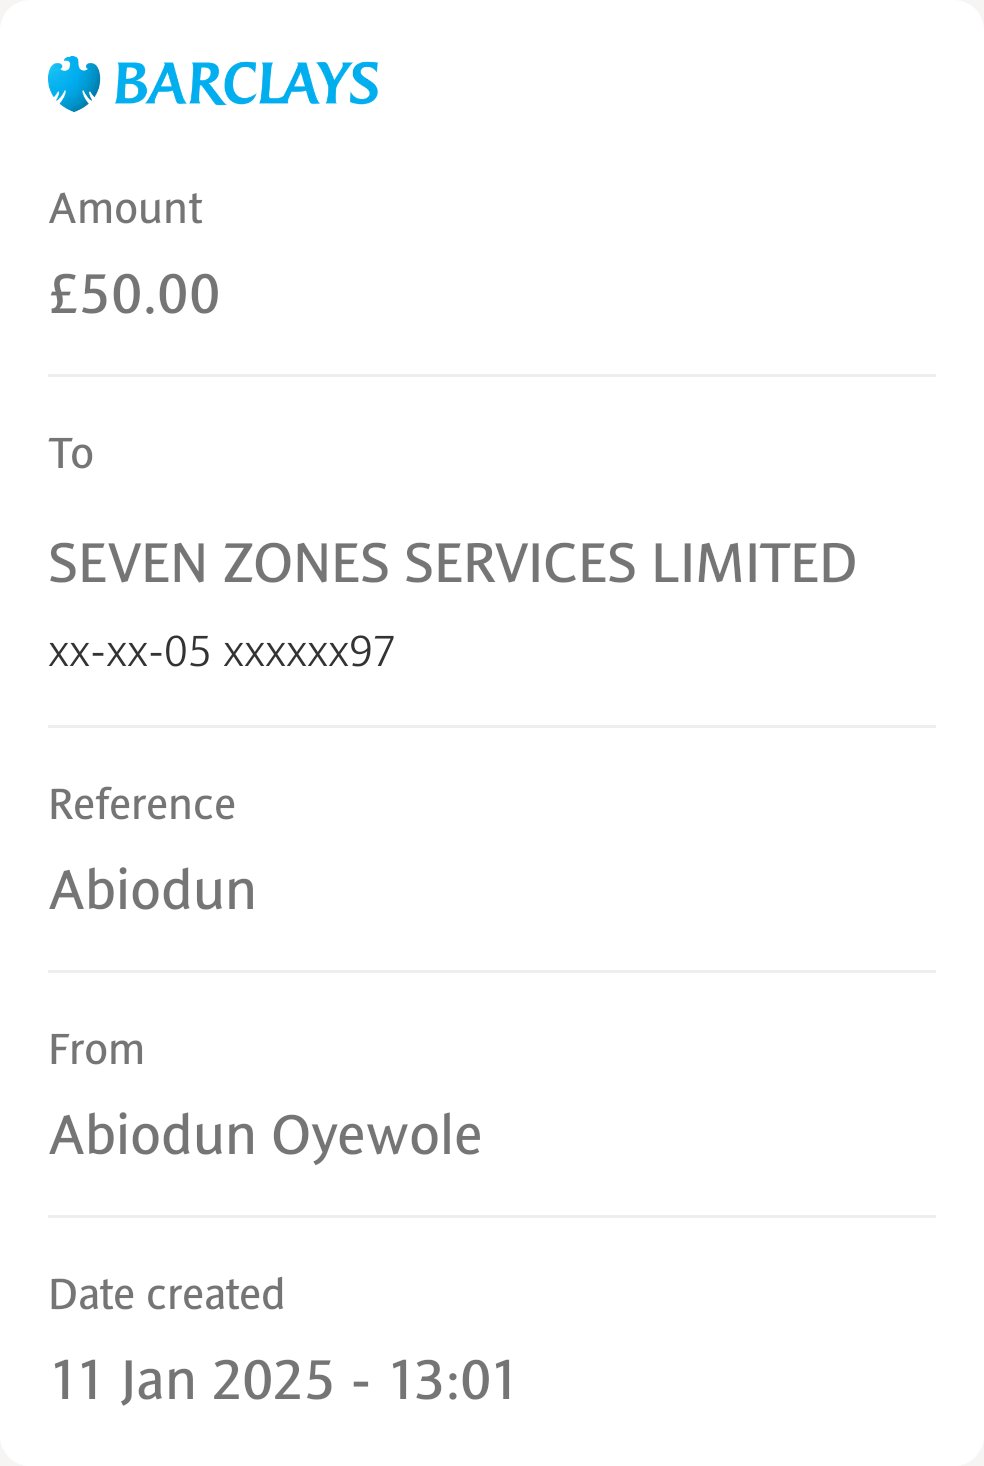 BARCLAYS
Amount
£50.00
To
SEVEN ZONES SERVICES LIMITED
xx-xx-05 xxxxxx97
Reference
Abiodun
From
Abiodun Oyewole
Date created
11 Jan 2025 - 13:01